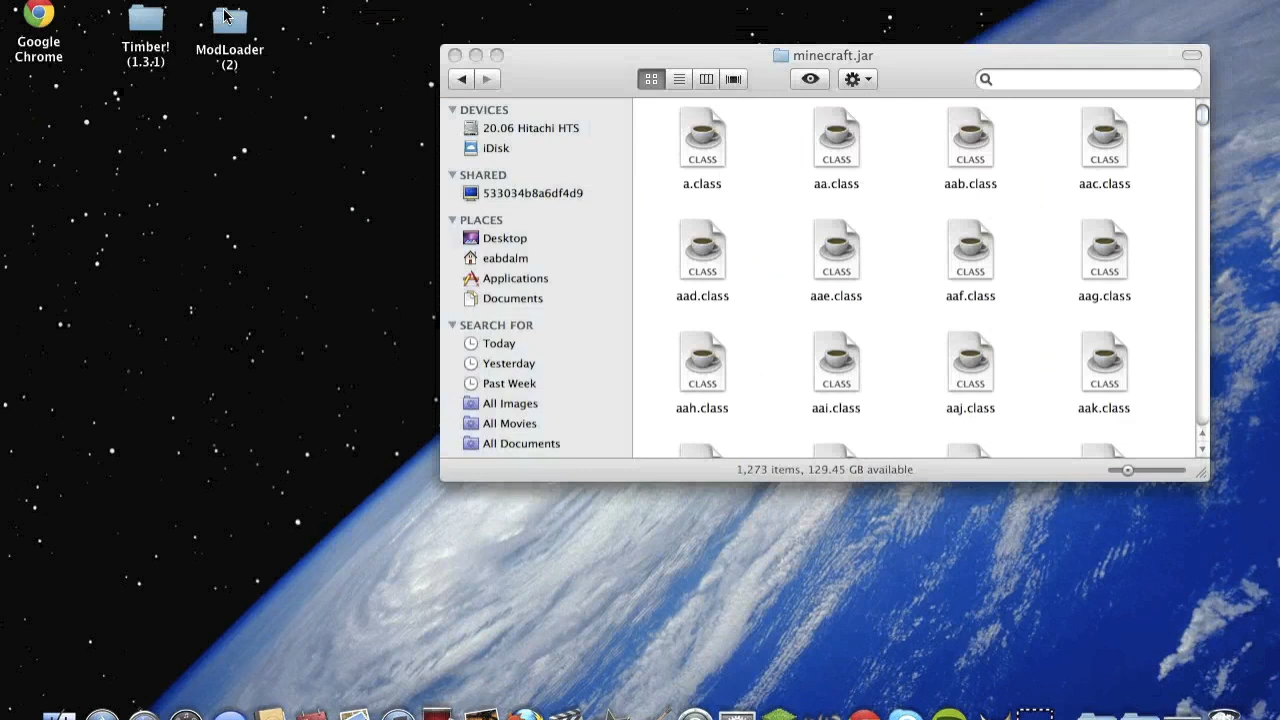 Google
Chrome
Timber!
(1.3.1)
ModLoader
(2)
minecraft.jar
DEVICES
20.06 Hitachi HTS
iDisk
SHARED
533034b8a6df4d9
PLACES
Desktop
eabdalm
Applications
Documents
SEARCH FOR
Today
Yesterday
Past Week
All Images
All Movies
All Documents
CLASS CLASS CLASS CLASS
a.class aa.class aab.class aac.class
CLASS CLASS CLASS CLASS
aad.class aae.class aaf.class aag.class
CLASS CLASS CLASS CLASS
aah.class aai.class aaj.class aak.class
1,273 items, 129.45 GB available